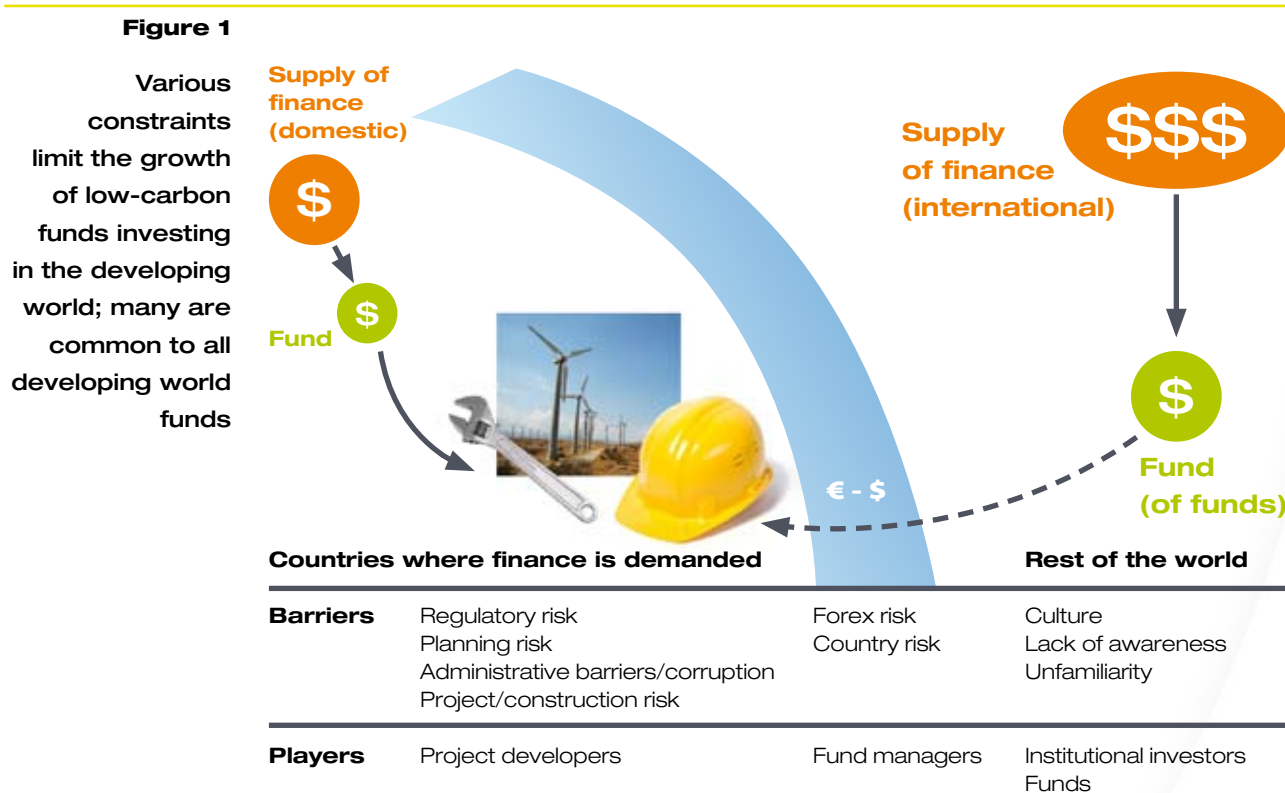 Figure 1
Various
constraints
limit the growth
of low-carbon
funds investing
in the developing
world; many are
common to all
developing world
funds
Supply of
finance
(domestic)
$
$
Fund
Supply
of finance
(international)
$$$
$
Fund
(of funds)
€ - $
Countries where finance is demanded
Rest of the world
Barriers
Regulatory risk
Planning risk
Administrative barriers/corruption
Project/construction risk
Forex risk
Country risk
Culture
Lack of awareness
Unfamiliarity
Players
Project developers
Fund managers
Institutional investors
Funds